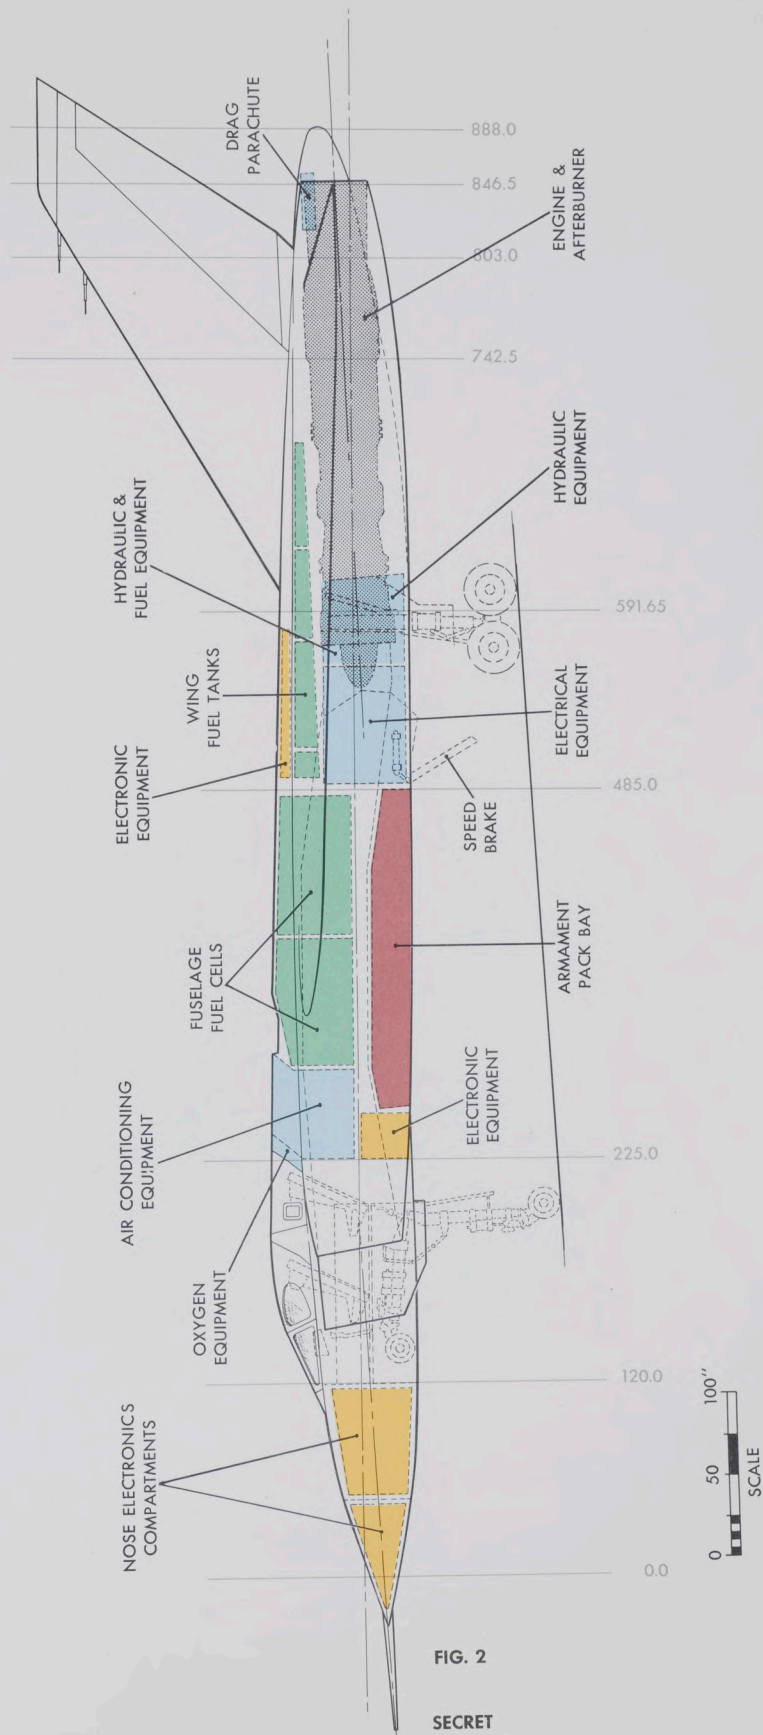 DRAG
PARACHUTE
888.0
846.5
ENGINE &
AFTERBURNER
803.0
742.5
HYDRAULIC &
FUEL EQUIPMENT
HYDRAULIC
EQUIPMENT
591.65
WING
FUEL TANKS
ELECTRICAL
EQUIPMENT
ELECTRONIC
EQUIPMENT
485.0
SPEED
BRAKE
ARMAMENT
PACK BAY
FUSELAGE
FUEL CELLS
ELECTRONIC
EQUIPMENT
AIR CONDITIONING
EQUIPMENT
225.0
OXYGEN
EQUIPMENT
120.0
NOSE ELECTRONICS
COMPARTMENTS
0 50 100"
SCALE
0.0
FIG. 2
SECRET